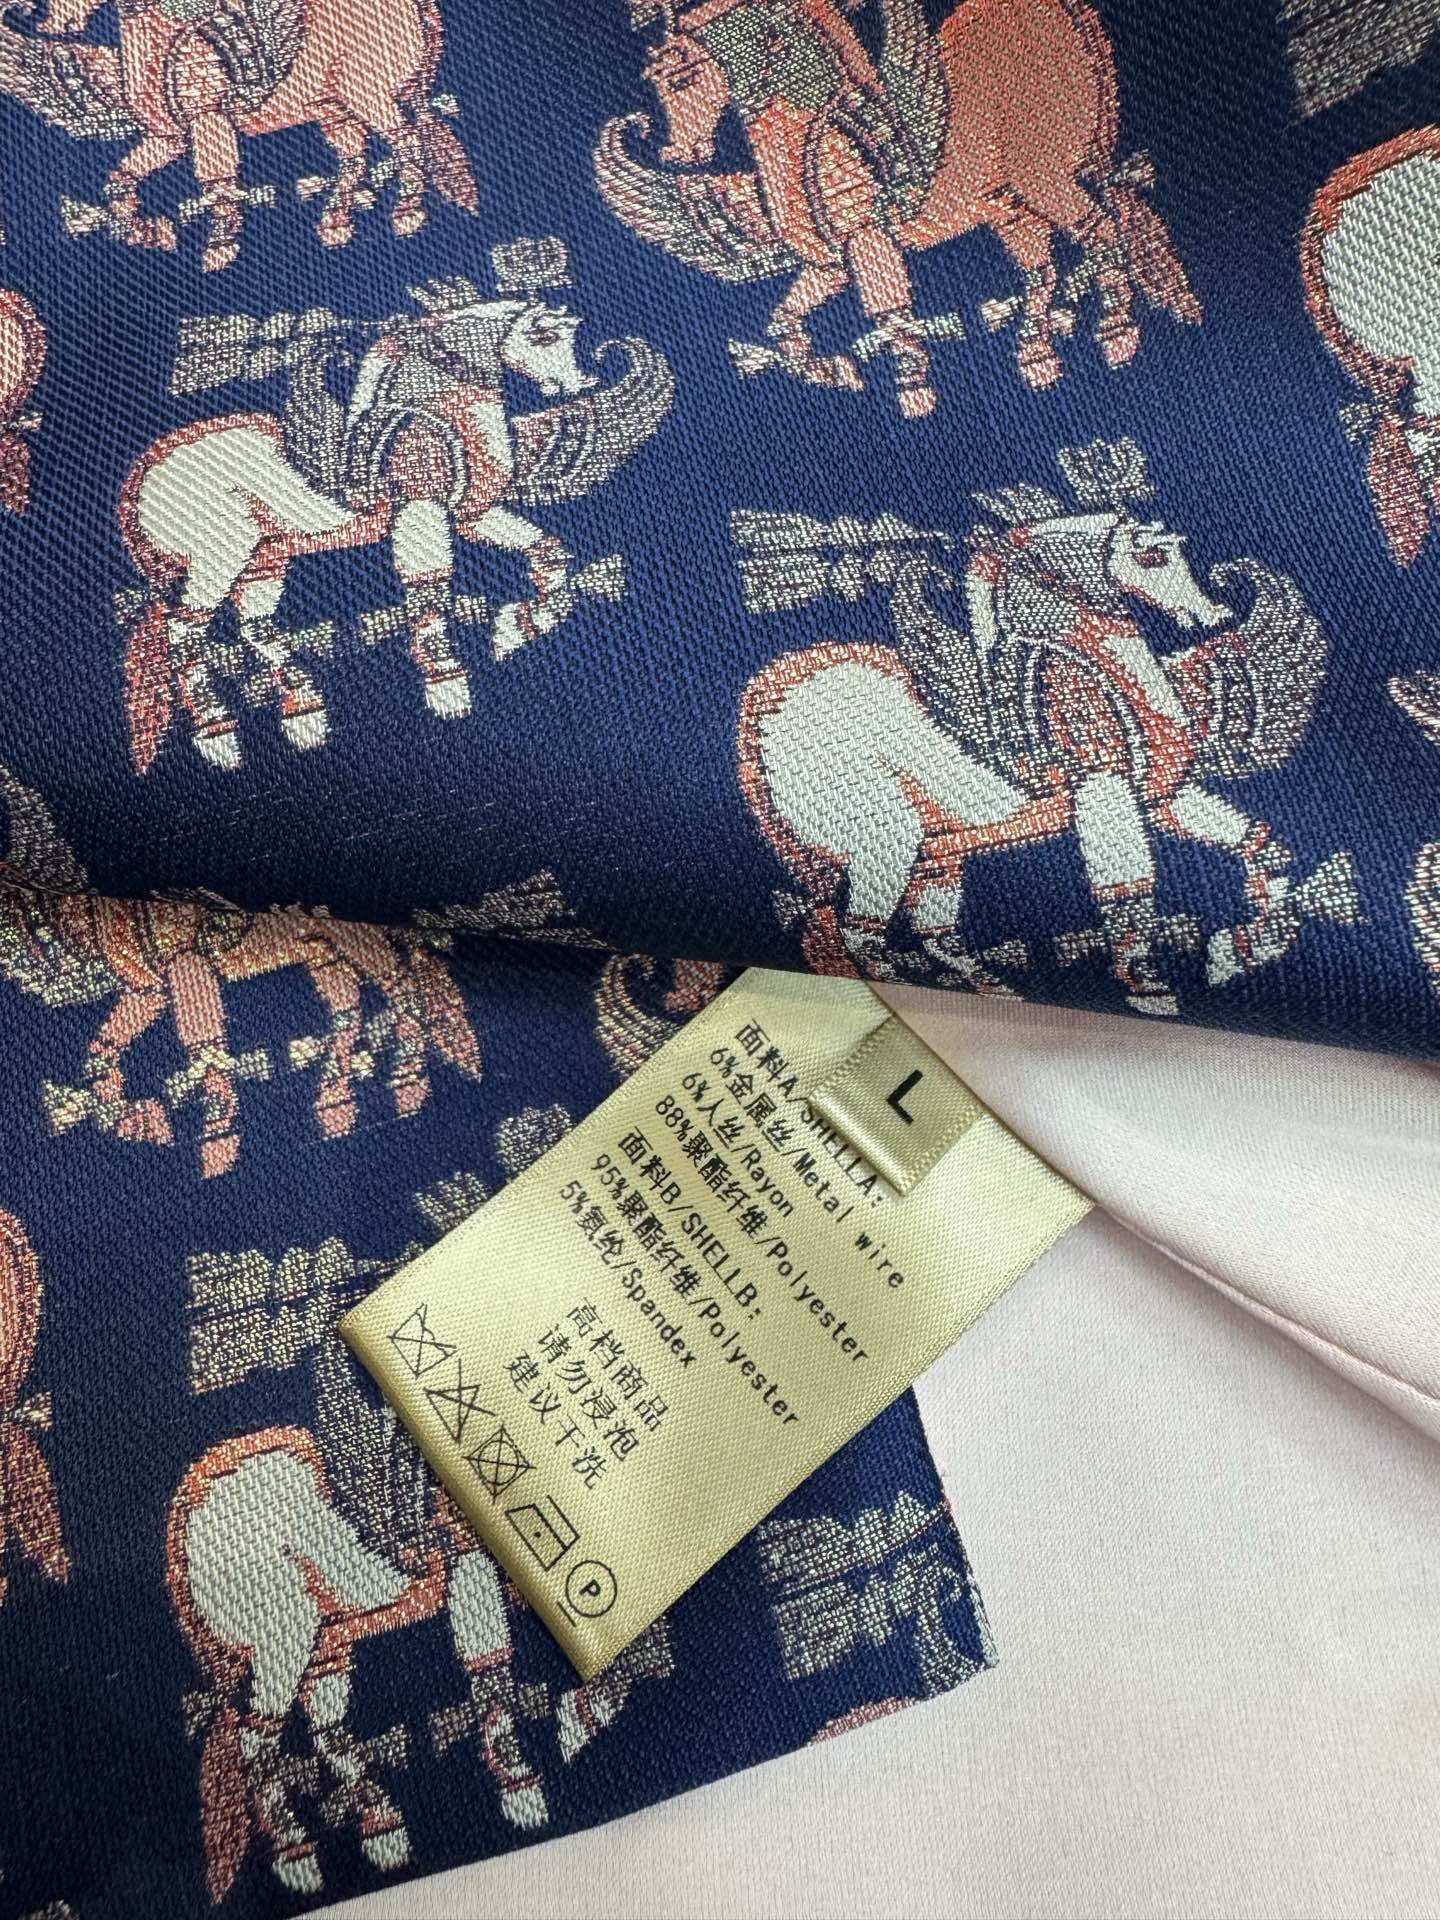 L
面料A/SHELLA:
6%金属丝/Metal wire
6%人丝/Rayon
88%聚酯纤维/Polyester
面料B/SHELLB:
95%聚酯纤维/Polyester
5%氨纶/Spandex
高档商品
请勿浸泡
建议干洗
P